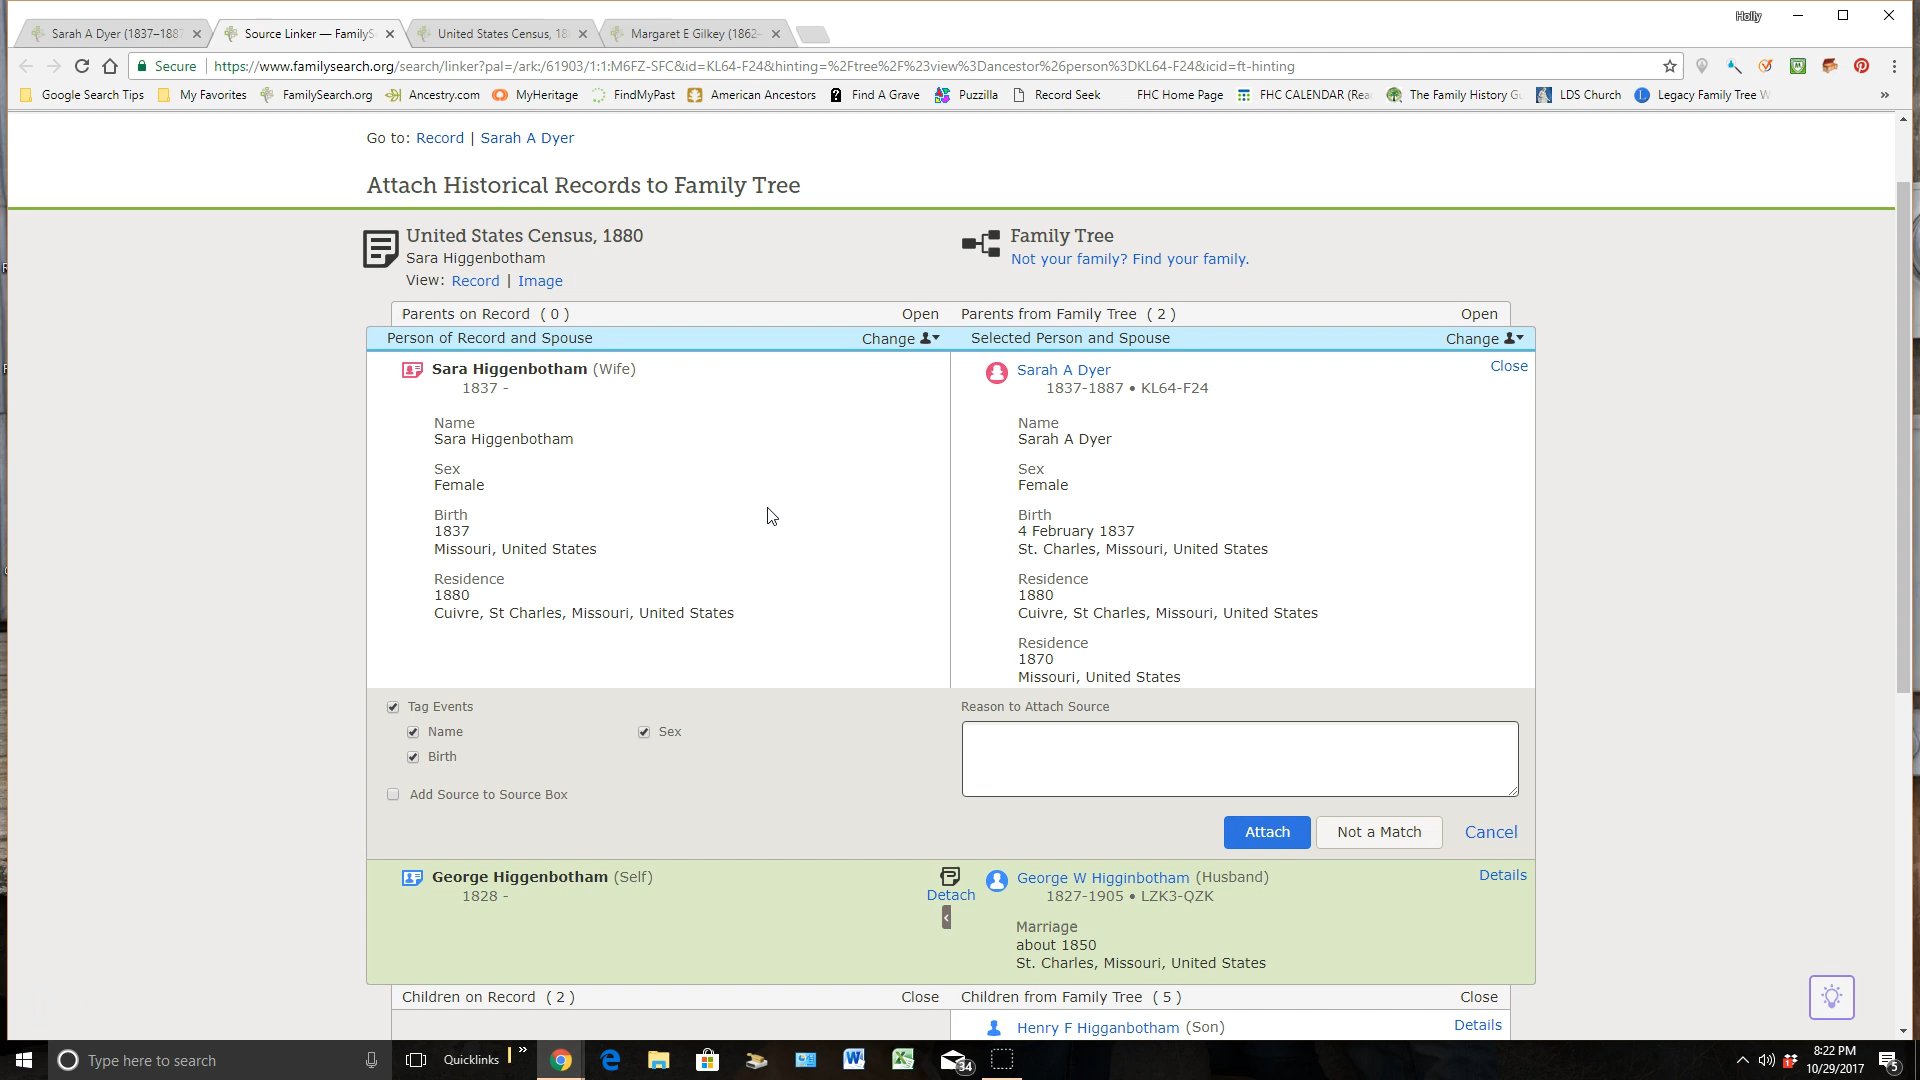 Holly
Sarah A Dyer (1837–188
Source Linker — FamilyS
United States Census, 18
Margaret E Gilkey (1862–
Secure
https://www.familysearch.org/search/linker?pal=/ark:/61903/1:1:M6FZ-SFC&id=KL64-F24&hinting=%2Ftree%2F%23view%3Dancestor%26person%3DKL64-F24&icid=ft-hinting
Google Search Tips
My Favorites
FamilySearch.org
Ancestry.com
MyHeritage
FindMyPast
American Ancestors
Find A Grave
Puzzilla
Record Seek
FHC Home Page
FHC CALENDAR (Rea
The Family History Gu
LDS Church
Legacy Family Tree W
»
Go to: Record | Sarah A Dyer
Attach Historical Records to Family Tree
United States Census, 1880
Sara Higgenbotham
View: Record | Image
Family Tree
Not your family? Find your family.
Parents on Record ( 0 ) Open
Parents from Family Tree ( 2 ) Open
Person of Record and Spouse Change
Selected Person and Spouse Change
Sara Higgenbotham (Wife)
1837 -
Name
Sara Higgenbotham
Sex
Female
Birth
1837
Missouri, United States
Residence
1880
Cuivre, St Charles, Missouri, United States
Sarah A Dyer
Close
1837-1887 • KL64-F24
Name
Sarah A Dyer
Sex
Female
Birth
4 February 1837
St. Charles, Missouri, United States
Residence
1880
Cuivre, St Charles, Missouri, United States
Residence
1870
Missouri, United States
Tag Events
Name
Sex
Birth
Add Source to Source Box
Reason to Attach Source
Attach
Not a Match
Cancel
George Higgenbotham (Self)
1828 -
Detach
George W Higginbotham (Husband)
Details
1827-1905 • LZK3-QZK
Marriage
about 1850
St. Charles, Missouri, United States
Children on Record ( 2 ) Close
Children from Family Tree ( 5 ) Close
Henry F Higganbotham (Son)
Details
Type here to search
Quicklinks
»
34
8:22 PM
10/29/2017
5